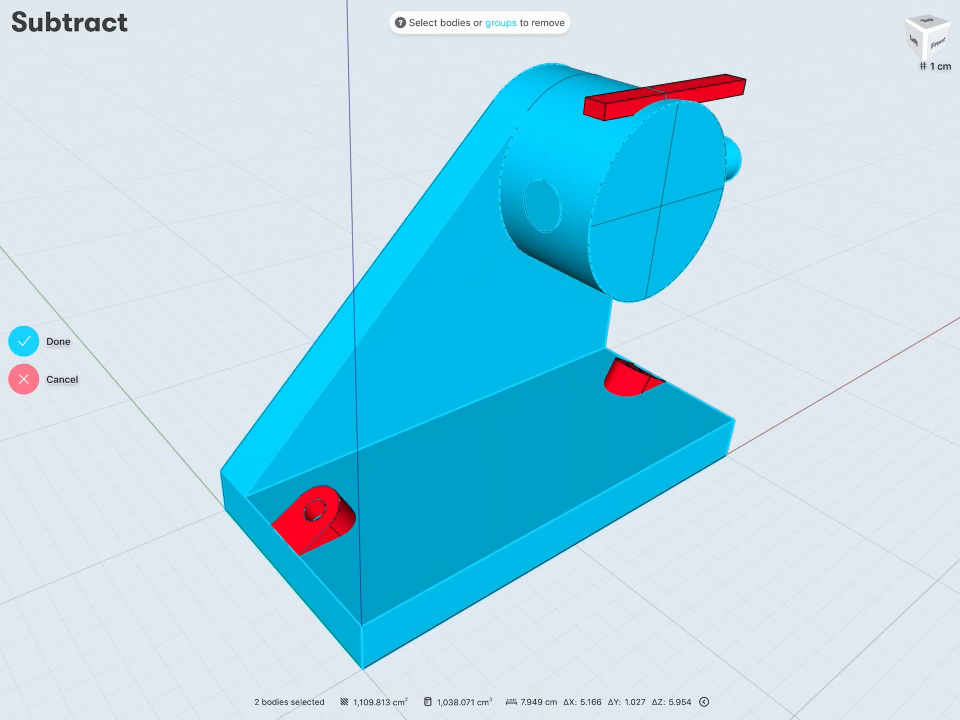 Subtract
? Select bodies or groups to remove
Front
# 1 cm
Done
Cancel
2 bodies selected 1,109.813 cm² 1,038.071 cm³ 7.949 cm ΔX: 5.166 ΔY: 1.027 ΔZ: 5.954